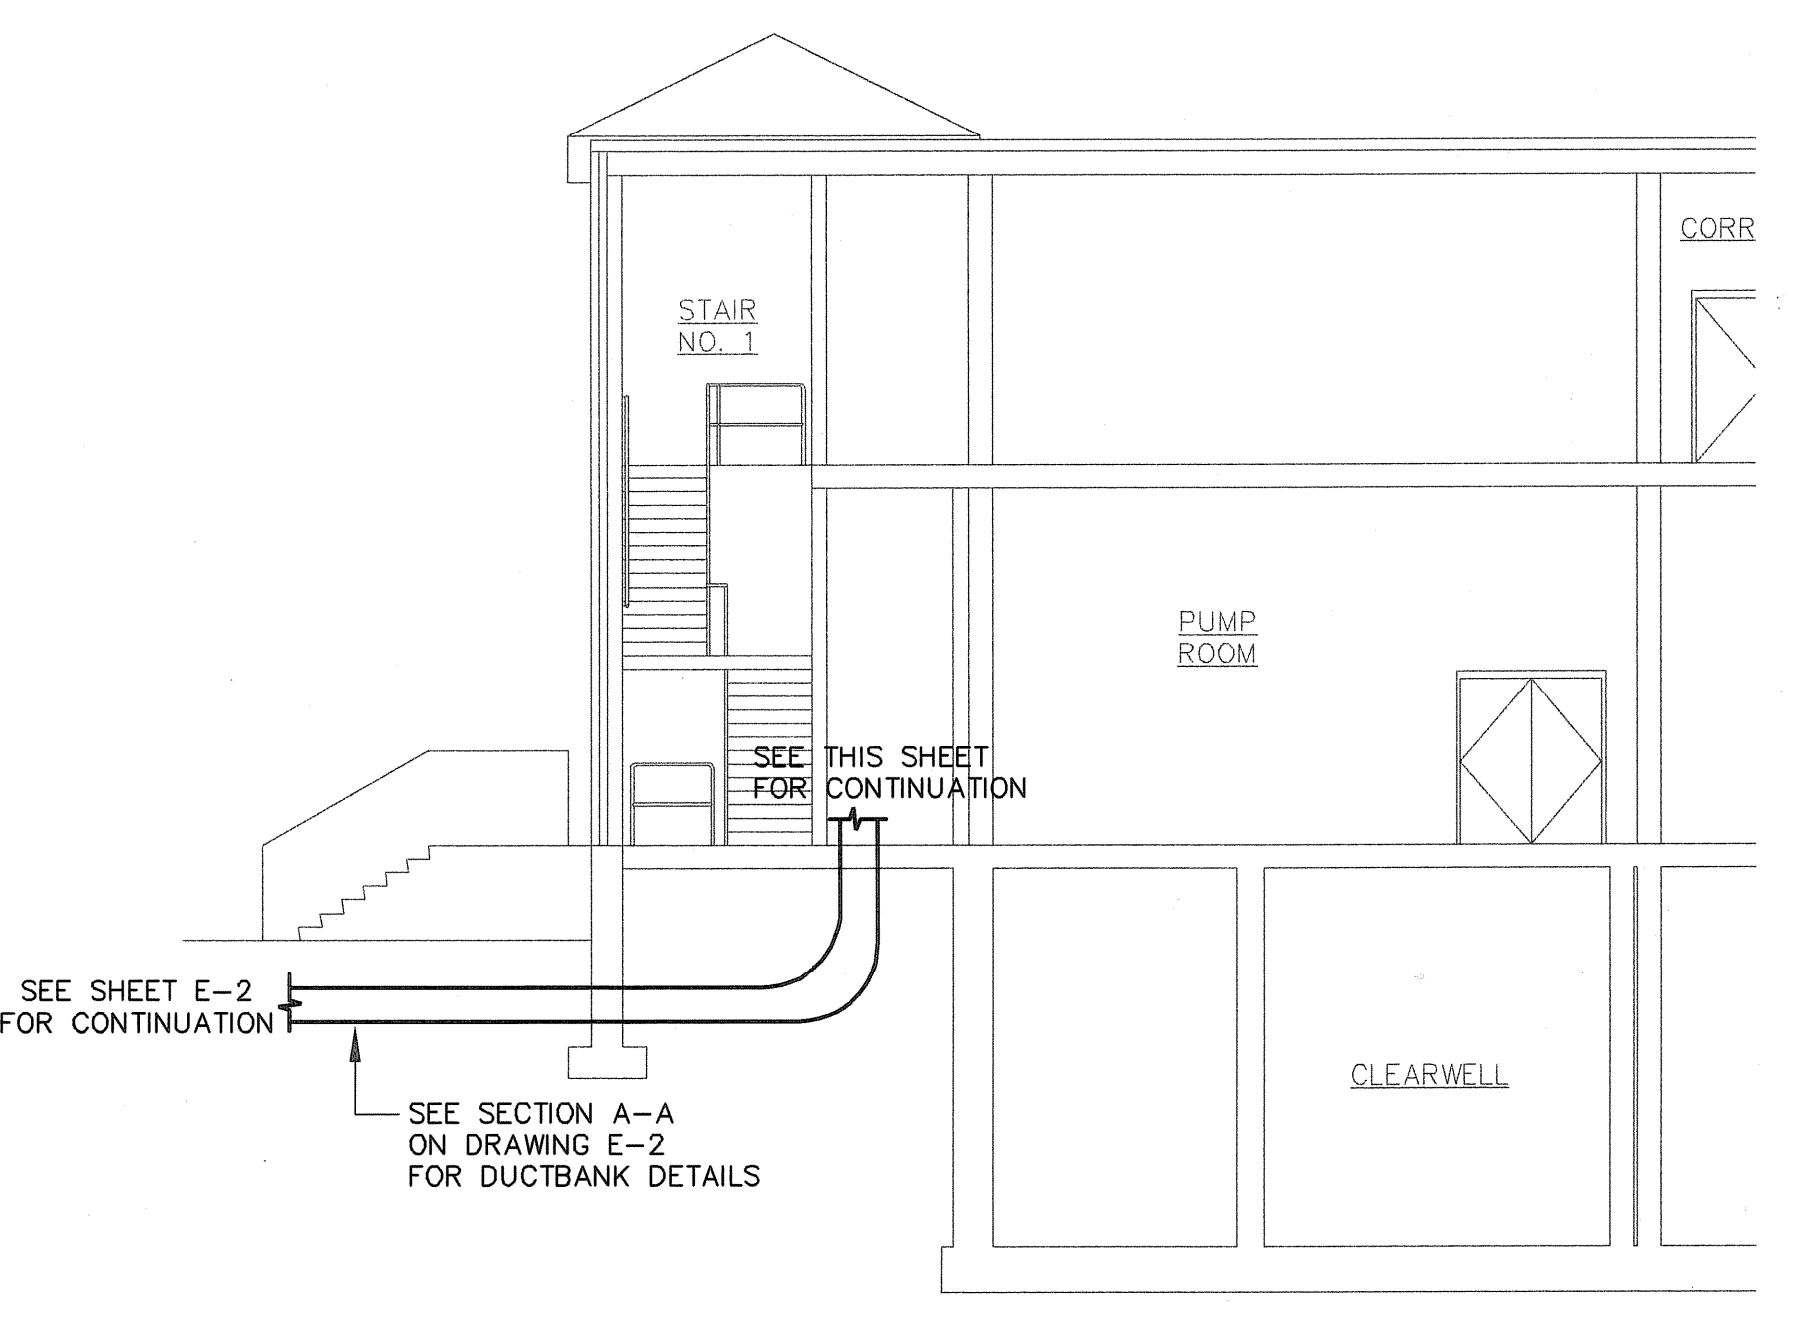 CORR
STAIR
NO. 1
PUMP
ROOM
SEE THIS SHEET
FOR CONTINUATION
SEE SHEET E-2
FOR CONTINUATION
CLEARWELL
SEE SECTION A-A
ON DRAWING E-2
FOR DUCTBANK DETAILS